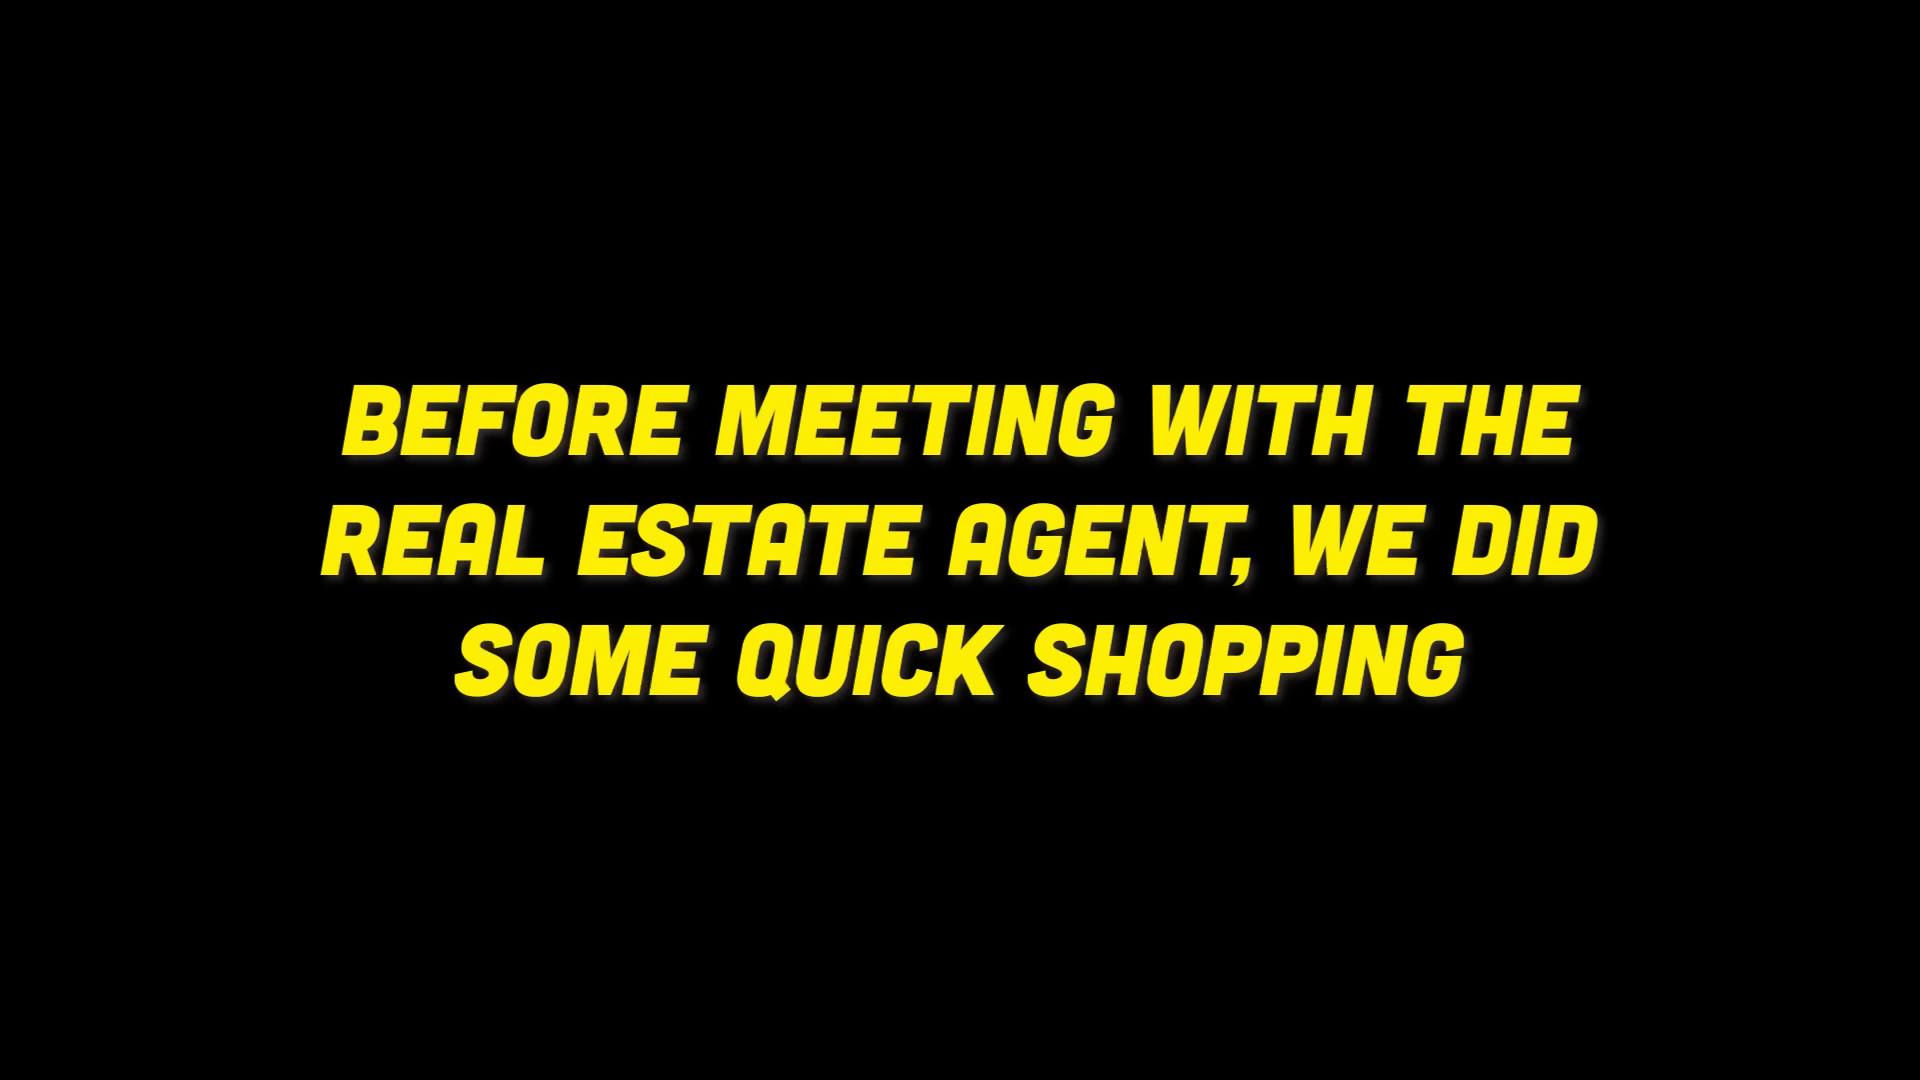 BEFORE MEETING WITH THE
REAL ESTATE AGENT, WE DID
SOME QUICK SHOPPING